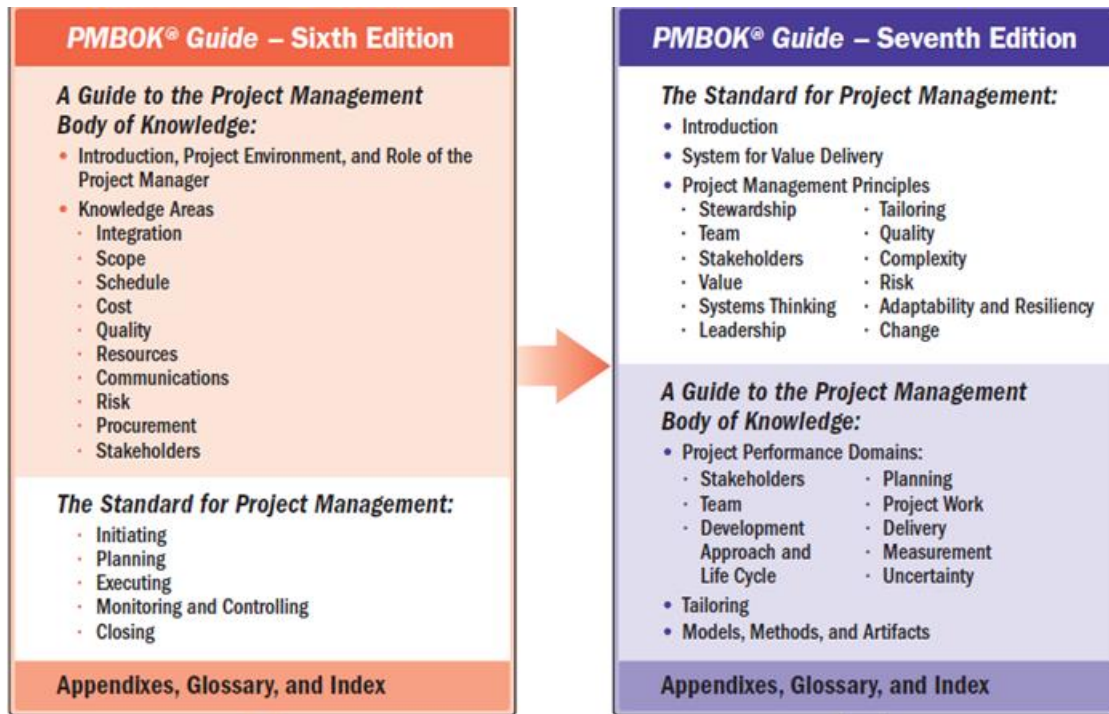 PMBOK® Guide – Sixth Edition
A Guide to the Project Management
Body of Knowledge:
• Introduction, Project Environment, and Role of the
Project Manager
• Knowledge Areas
· Integration
· Scope
· Schedule
· Cost
· Quality
· Resources
· Communications
· Risk
· Procurement
· Stakeholders
The Standard for Project Management:
· Initiating
· Planning
· Executing
· Monitoring and Controlling
· Closing
Appendixes, Glossary, and Index
PMBOK® Guide – Seventh Edition
The Standard for Project Management:
• Introduction
• System for Value Delivery
• Project Management Principles
· Stewardship
· Team
· Stakeholders
· Value
· Systems Thinking
· Leadership
· Tailoring
· Quality
· Complexity
· Risk
· Adaptability and Resiliency
· Change
A Guide to the Project Management
Body of Knowledge:
• Project Performance Domains:
· Stakeholders
· Team
· Development
Approach and
Life Cycle
· Planning
· Project Work
· Delivery
· Measurement
· Uncertainty
• Tailoring
• Models, Methods, and Artifacts
Appendixes, Glossary, and Index